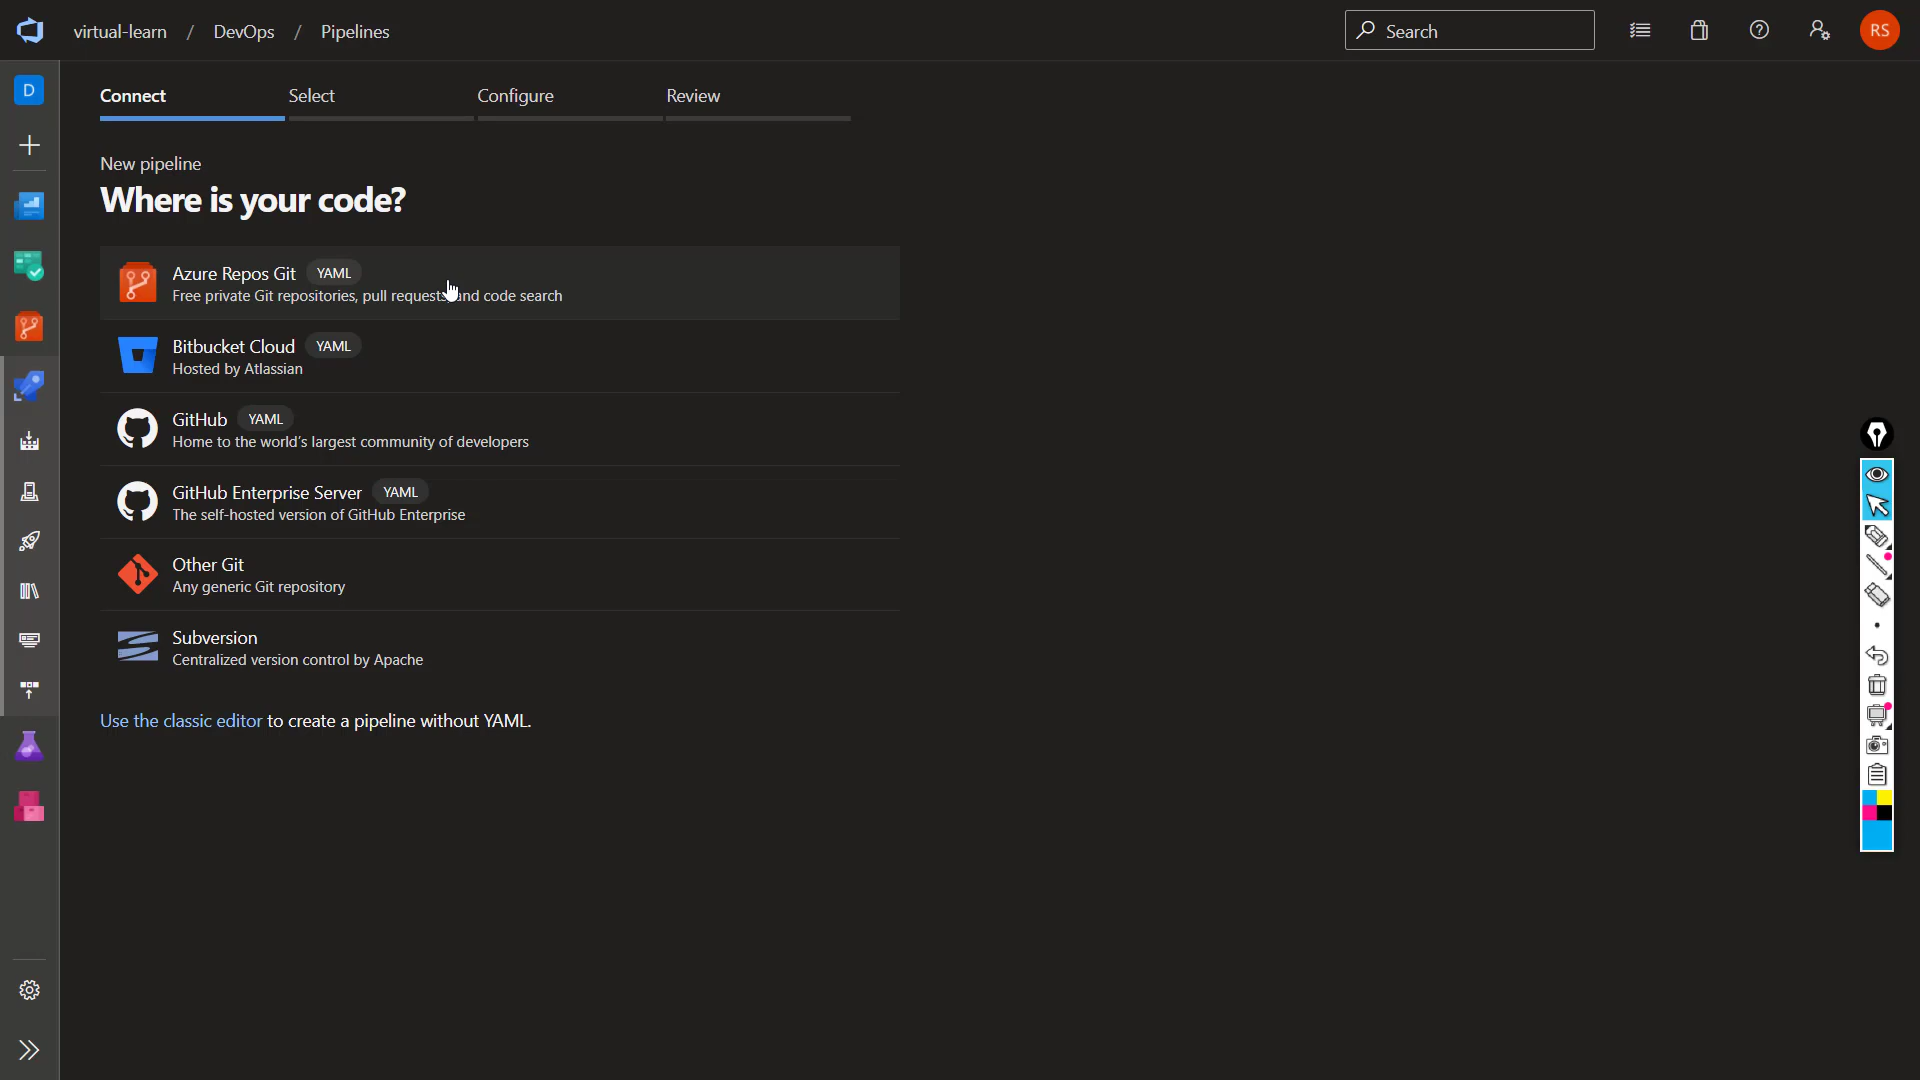 virtual-learn / DevOps / Pipelines
Search
RS
D
Connect
Select
Configure
Review
New pipeline
Where is your code?
Azure Repos Git YAML
Free private Git repositories, pull requests and code search
Bitbucket Cloud YAML
Hosted by Atlassian
GitHub YAML
Home to the world's largest community of developers
GitHub Enterprise Server YAML
The self-hosted version of GitHub Enterprise
Other Git
Any generic Git repository
Subversion
Centralized version control by Apache
Use the classic editor to create a pipeline without YAML.